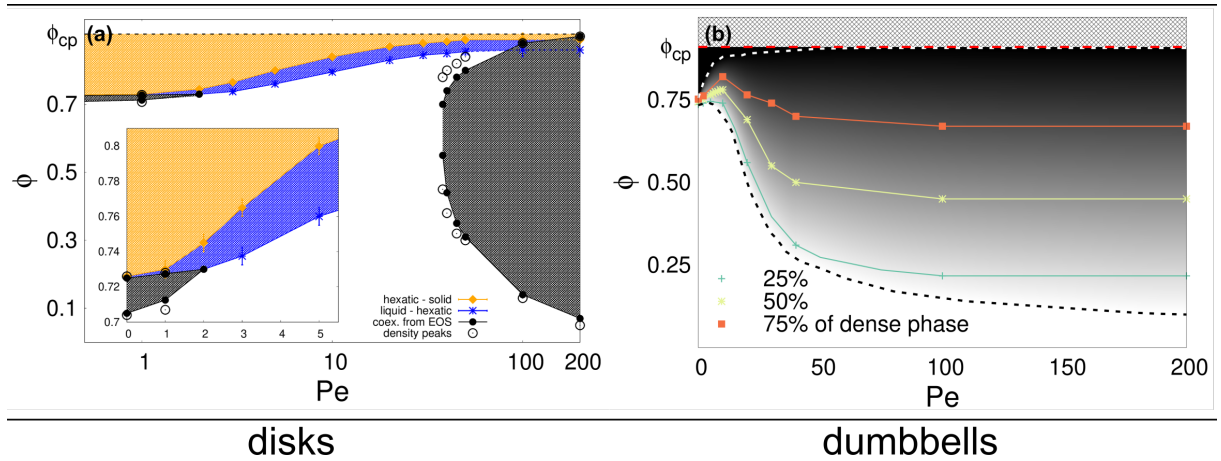 (a)
ϕcp
0.7
0.5
0.3
0.1
ϕ
0.8
0.78
0.76
0.74
0.72
0.7
0 1 2 3 4 5
hexatic - solid
liquid - hexatic
coex. from EOS
density peaks
1 10 100 200
Pe
(b)
ϕcp
0.75
0.50
0.25
ϕ
25%
50%
75% of dense phase
0 50 100 150 200
Pe
disks dumbbells